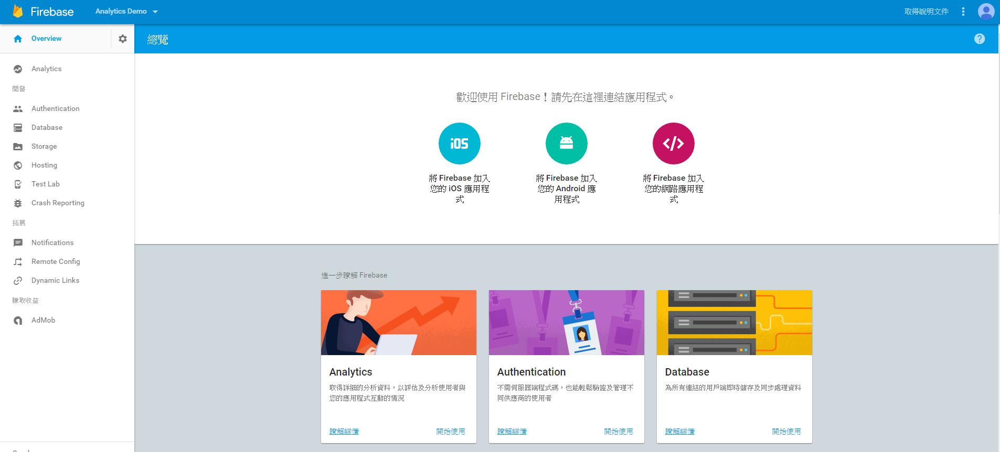 Firebase
Analytics Demo
取得說明文件
Overview
總覽
Analytics
開發
Authentication
Database
Storage
Hosting
Test Lab
Crash Reporting
拓展
Notifications
Remote Config
Dynamic Links
賺取收益
AdMob
歡迎使用 Firebase！請先在這裡連結應用程式。
iOS
將 Firebase 加入
您的 iOS 應用程
式
將 Firebase 加入
您的 Android 應
用程式
</>
將 Firebase 加入
您的網路應用程
式
進一步瞭解 Firebase
Analytics
取得詳細的分析資料，以評估及分析使用者與
您的應用程式互動的情況
瞭解詳情
開始使用
Authentication
不需伺服器端程式碼，也能輕鬆驗證及管理不
同供應商的使用者
瞭解詳情
開始使用
Database
為所有連結的用戶端即時儲存及同步處理資料
瞭解詳情
開始使用